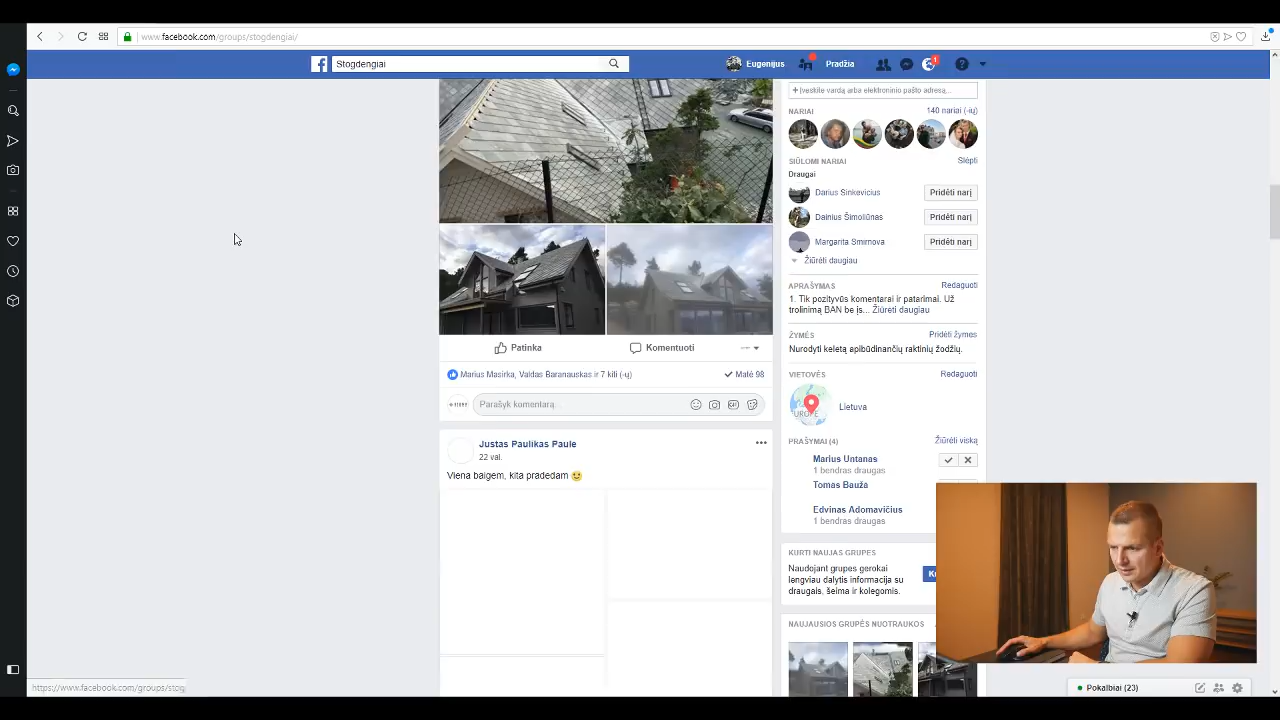 www.facebook.com/groups/stogdengiai/
Stogdengiai
Eugenijus
Pradžia
1
+ Įveskite vardą arba elektroninio pašto adresą...
NARIAI
140 nariai (-ių)
SIŪLOMI NARIAI
Slėpti
Draugai
Darius Sinkevicius
Pridėti narį
Dainius Šimoliūnas
Pridėti narį
Margarita Smirnova
Pridėti narį
Žiūrėti daugiau
APRAŠYMAS
Redaguoti
1. Tik pozityvūs komentarai ir patarimai. Už
trolinimą BAN be įs... Žiūrėti daugiau
ŽYMĖS
Pridėti žymes
Nurodyti keletą apibūdinančių raktinių žodžių.
VIETOVĖS
Redaguoti
EUROPE
Lietuva
PRAŠYMAI (4)
Žiūrėti viską
Marius Untanas
1 bendras draugas
Tomas Bauža
Edvinas Adomavičius
1 bendras draugas
KURTI NAUJAS GRUPES
Naudojant grupes gerokai
lengviau dalytis informacija su
draugais, šeima ir kolegomis.
NAUJAUSIOS GRUPĖS NUOTRAUKOS
Patinka
Komentuoti
Marius Masirka, Valdas Baranauskas ir 7 kiti (-ų)
Matė 98
Parašyk komentarą...
GIF
Justas Paulikas Paule
22 val.
Viena baigem, kita pradedam
https://www.facebook.com/groups/stog
Pokalbiai (23)